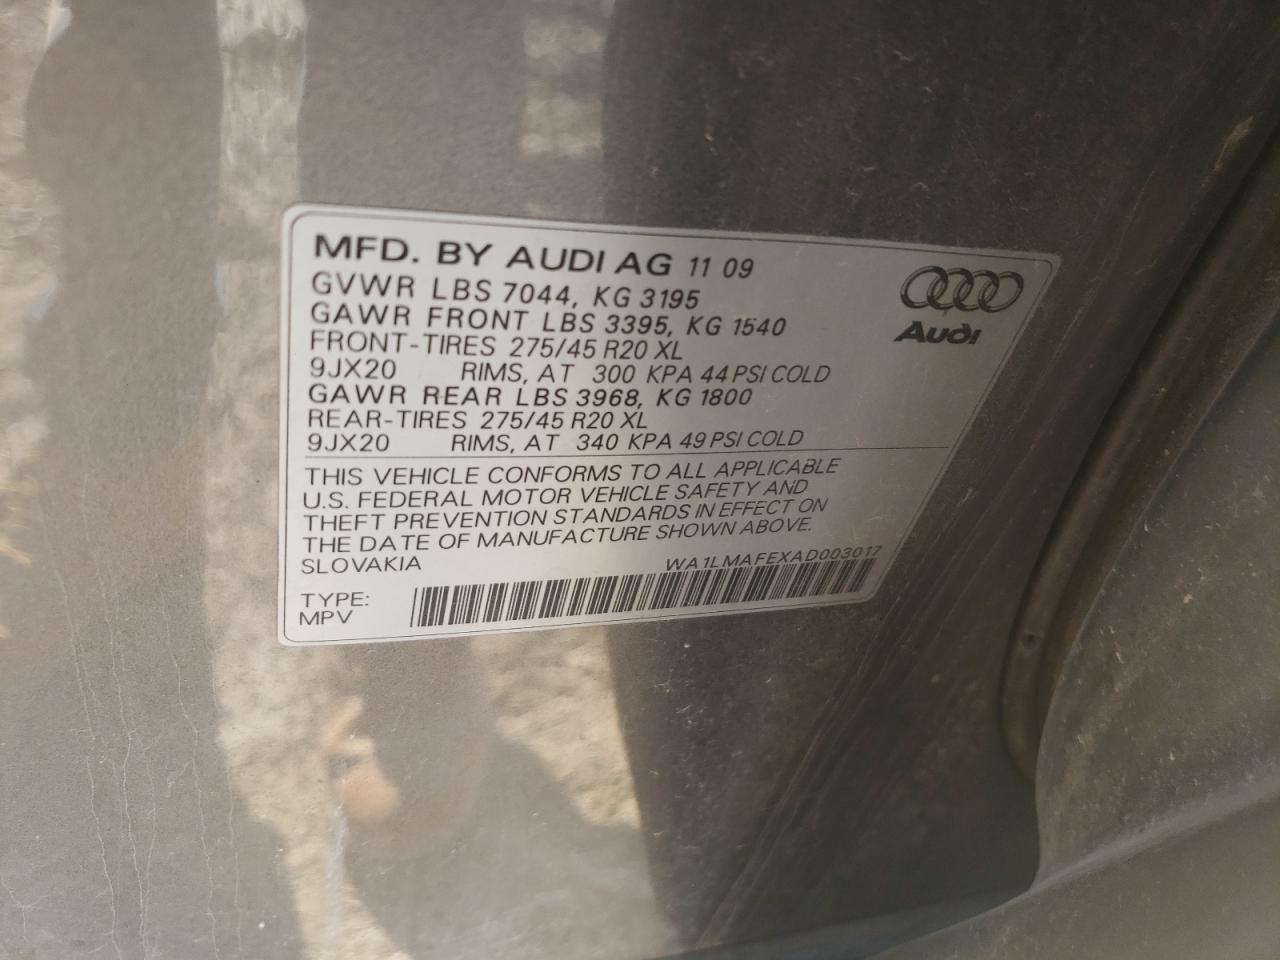 MFD. BY AUDI AG 11 09
GVWR LBS 7044, KG 3195
GAWR FRONT LBS 3395, KG 1540
FRONT-TIRES 275/45 R20 XL
9JX20 RIMS, AT 300 KPA 44 PSI COLD
GAWR REAR LBS 3968, KG 1800
REAR-TIRES 275/45 R20 XL
9JX20 RIMS, AT 340 KPA 49 PSI COLD
Audi
THIS VEHICLE CONFORMS TO ALL APPLICABLE
U.S. FEDERAL MOTOR VEHICLE SAFETY AND
THEFT PREVENTION STANDARDS IN EFFECT ON
THE DATE OF MANUFACTURE SHOWN ABOVE.
SLOVAKIA WA1LMAFEXAD003017
TYPE:
MPV